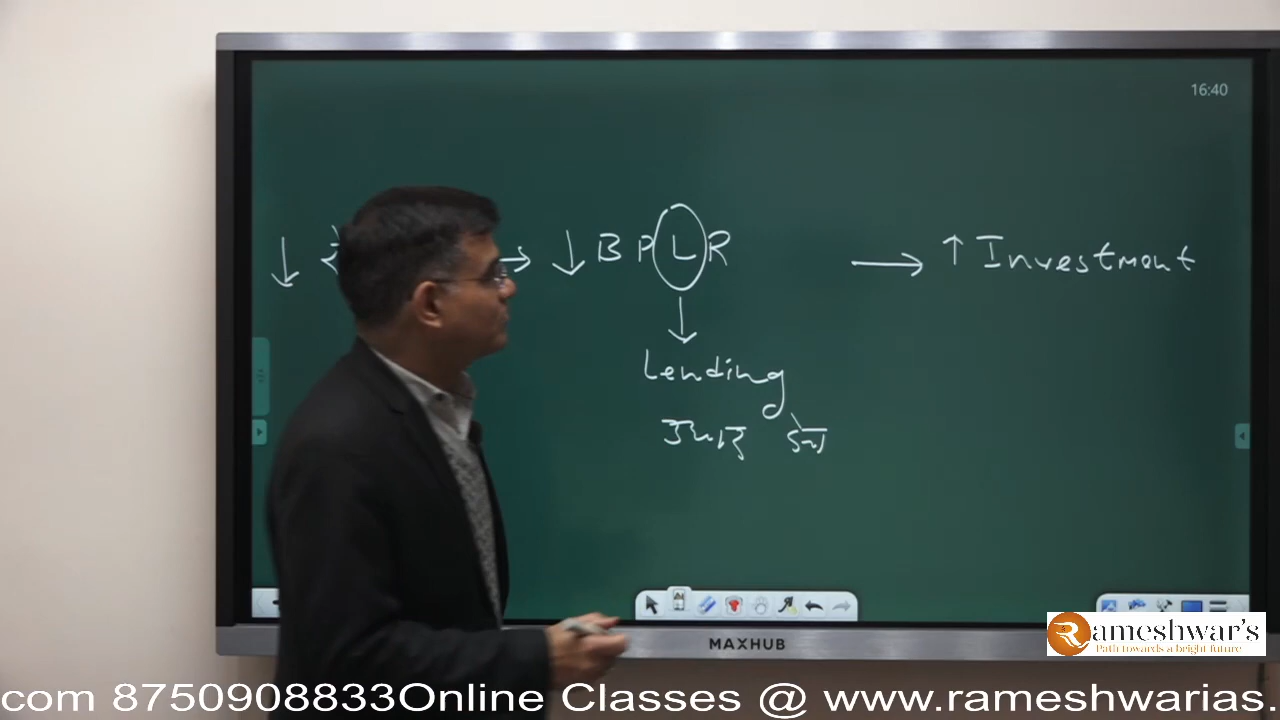 16:40
↓ → ↓ BPLR → ↑ Investment
↓
Lending
उधार देना
MAXHUB
Rameshwar's
Path towards a bright future
com 8750908833Online Classes @ www.rameshwarias.